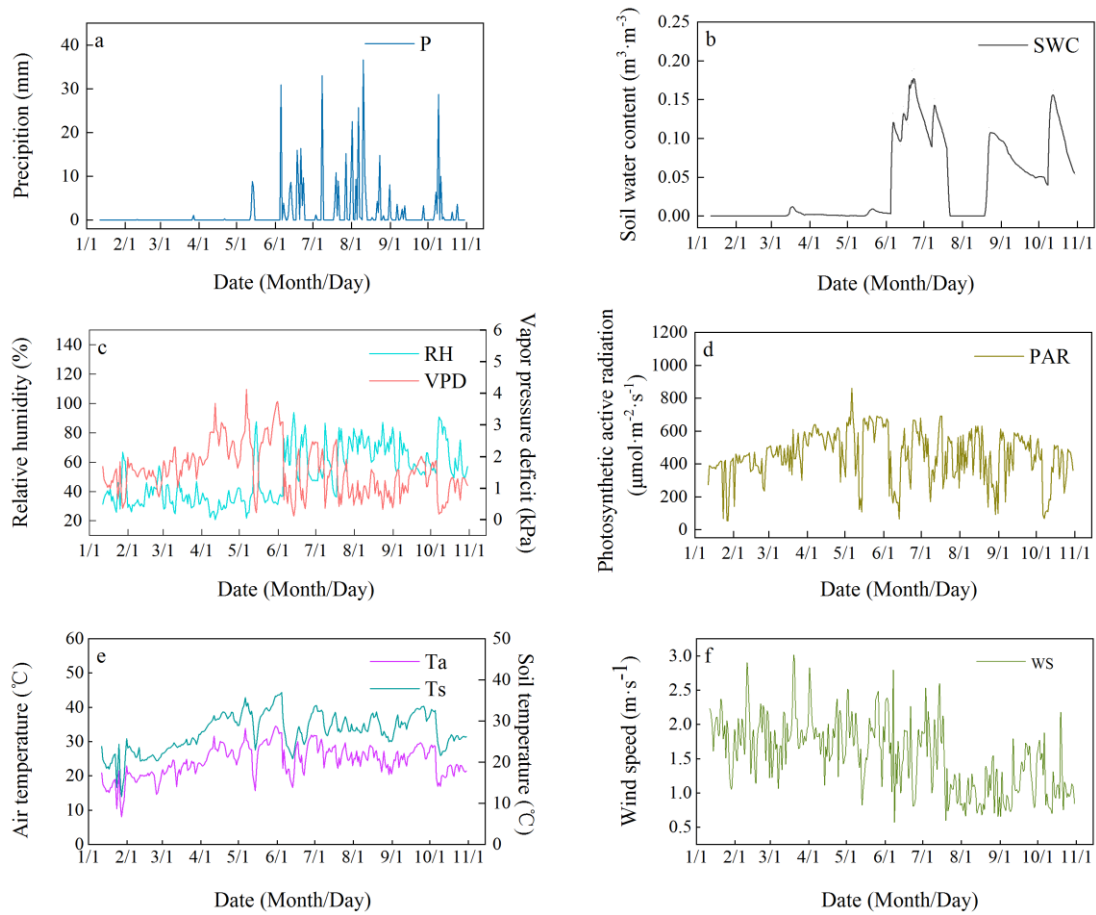 a
P
Preciption (mm)
40
30
20
10
0
1/1 2/1 3/1 4/1 5/1 6/1 7/1 8/1 9/1 10/1 11/1
Date (Month/Day)
b
SWC
Soil water content (m³·m⁻³)
0.25
0.20
0.15
0.10
0.05
0.00
1/1 2/1 3/1 4/1 5/1 6/1 7/1 8/1 9/1 10/1 11/1
Date (Month/Day)
c
RH
VPD
Relative humidity (%)
140
120
100
80
60
40
20
6
5
4
3
2
1
0
Vapor pressure
deficit (kPa)
1/1 2/1 3/1 4/1 5/1 6/1 7/1 8/1 9/1 10/1 11/1
Date (Month/Day)
d
PAR
Photosynthetic active radiation
(μmol·m⁻²·s⁻¹)
1200
1000
800
600
400
200
0
1/1 2/1 3/1 4/1 5/1 6/1 7/1 8/1 9/1 10/1 11/1
Date (Month/Day)
e
Ta
Ts
Air temperature (℃)
60
50
40
30
20
10
0
50
40
30
20
10
0
Soil temperature (℃)
1/1 2/1 3/1 4/1 5/1 6/1 7/1 8/1 9/1 10/1 11/1
Date (Month/Day)
f
WS
Wind speed (m·s⁻¹)
3.0
2.5
2.0
1.5
1.0
0.5
1/1 2/1 3/1 4/1 5/1 6/1 7/1 8/1 9/1 10/1 11/1
Date (Month/Day)